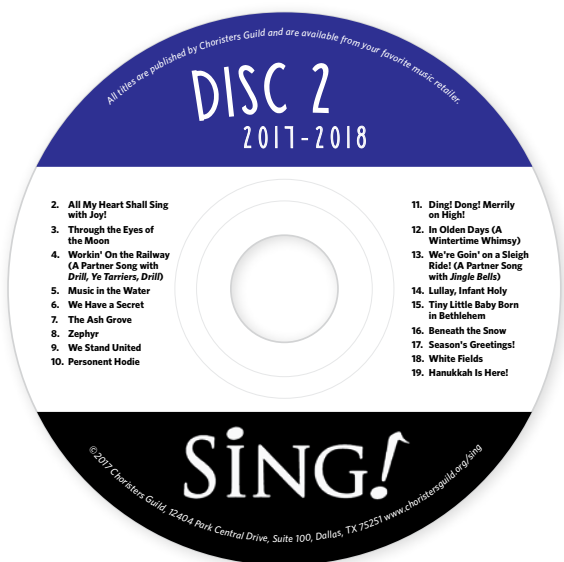 All titles are published by Choristers Guild and are available from your favorite music retailer.
DISC 2
2017-2018
2. All My Heart Shall Sing
with Joy!
3. Through the Eyes of
the Moon
4. Workin' On the Railway
(A Partner Song with
Drill, Ye Tarriers, Drill)
5. Music in the Water
6. We Have a Secret
7. The Ash Grove
8. Zephyr
9. We Stand United
10. Personent Hodie
11. Ding! Dong! Merrily
on High!
12. In Olden Days (A
Wintertime Whimsy)
13. We're Goin' on a Sleigh
Ride! (A Partner Song
with Jingle Bells)
14. Lullay, Infant Holy
15. Tiny Little Baby Born
in Bethlehem
16. Beneath the Snow
17. Season's Greetings!
18. White Fields
19. Hanukkah Is Here!
SiNG!
©2017 Choristers Guild, 12404 Park Central Drive, Suite 100, Dallas, TX 75251 www.choristersguild.org/sing